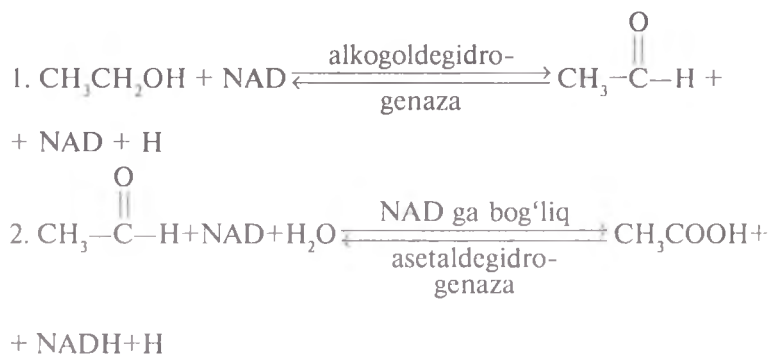 1. CH₃CH₂OH + NAD ⇄ CH₃–C–H +
alkogoldegidro-
genaza
O
||
+ NAD + H
O
||
2. CH₃–C–H+NAD+H₂O ⇄ CH₃COOH+
NAD ga bog‘liq
asetaldegidro-
genaza
+ NADH+H